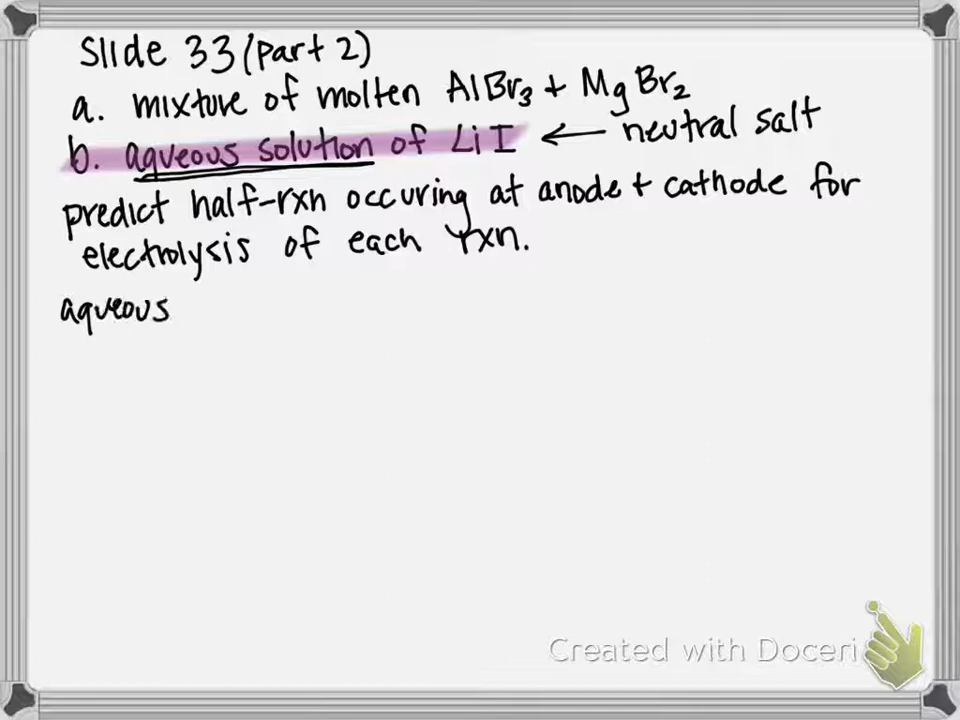 Slide 33 (part 2)
a. mixture of molten AlBr₃ + MgBr₂
b. aqueous solution of LiI ← neutral salt
predict half-rxn occuring at anode + cathode for
electrolysis of each rxn.
aqueous
Created with Doceri